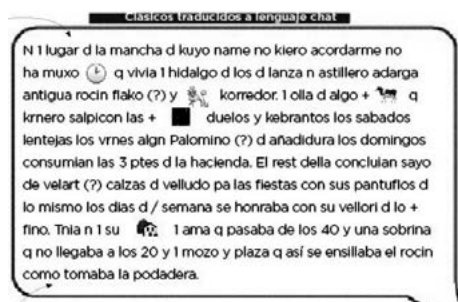 Clásicos traducidos a lenguaje chat
N 1 lugar d la mancha d kuyo name no kiero acordarme no
ha muxo q vivia 1 hidalgo d los d lanza n astillero adarga
antigua rocin flako (?) y korredor. 1 olla d algo + q
krnero salpicon las + duelos y kebrantos los sabados
lentejas los vrnes algn Palomino (?) d añadidura los domingos
consumian las 3 ptes d la hacienda. El rest della concluian sayo
de velart (?) calzas d velludo pa las fiestas con sus pantuflos d
lo mismo los dias d / semana se honraba con su vellori d lo +
fino. Tnia n 1 su 1 ama q pasaba de los 40 y una sobrina
q no llegaba a los 20 y 1 mozo y plaza q así se ensillaba el rocin
como tomaba la podadera.